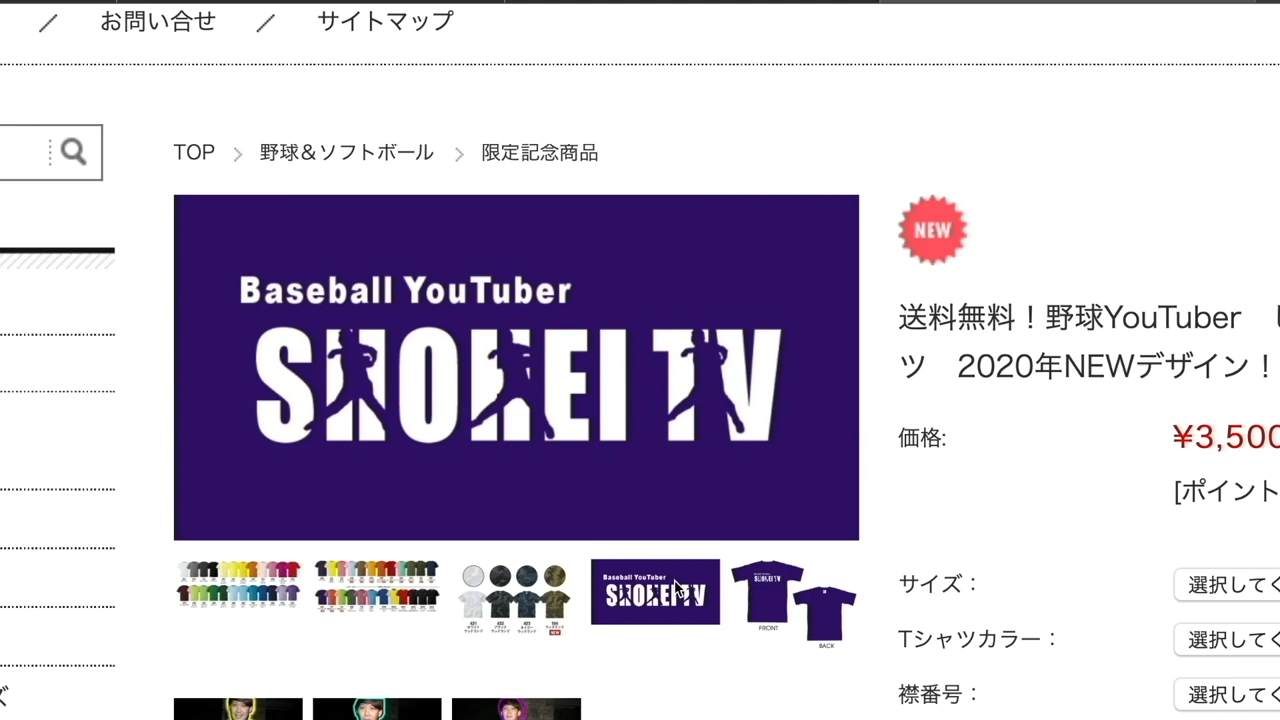 お問い合せ
サイトマップ
TOP
野球＆ソフトボール
限定記念商品
Baseball YouTuber
SHOHEI TV
NEW
送料無料！野球YouTuber
ツ　2020年NEWデザイン！
価格:
¥3,500
[ポイント
サイズ：
選択してく
Tシャツカラー：
選択してく
襟番号：
選択してく
Baseball YouTuber
SHOHEI TV
FRONT
BACK
ズ